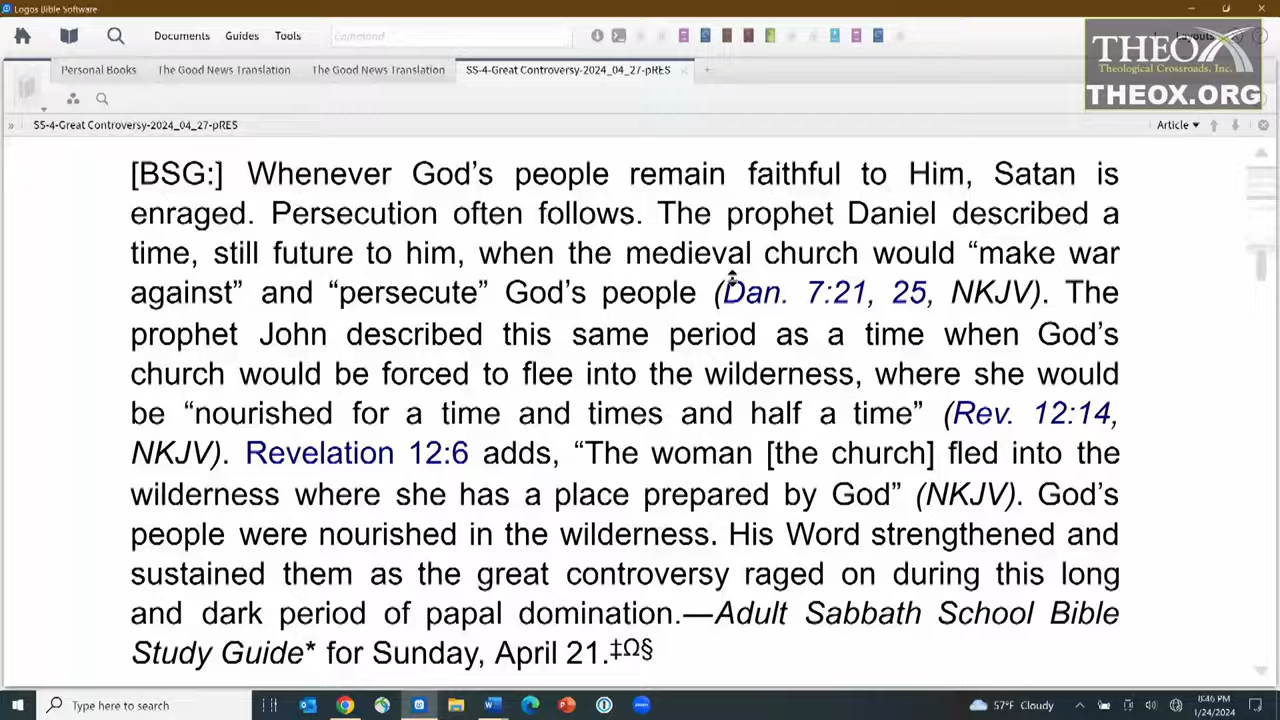 Logos Bible Software
Documents Guides Tools Command Layouts
THEOX
Theological Crossroads, Inc.
THEOX.ORG
Personal Books The Good News Translation The Good News Transl SS-4-Great Controversy-2024_04_27-pRES
SS-4-Great Controversy-2024_04_27-pRES Article
[BSG:] Whenever God’s people remain faithful to Him, Satan is
enraged. Persecution often follows. The prophet Daniel described a
time, still future to him, when the medieval church would “make war
against” and “persecute” God’s people (Dan. 7:21, 25, NKJV). The
prophet John described this same period as a time when God’s
church would be forced to flee into the wilderness, where she would
be “nourished for a time and times and half a time” (Rev. 12:14,
NKJV). Revelation 12:6 adds, “The woman [the church] fled into the
wilderness where she has a place prepared by God” (NKJV). God’s
people were nourished in the wilderness. His Word strengthened and
sustained them as the great controversy raged on during this long
and dark period of papal domination.—Adult Sabbath School Bible
Study Guide* for Sunday, April 21.‡Ω§
Type here to search 57°F Cloudy 8:46 PM
1/24/2024